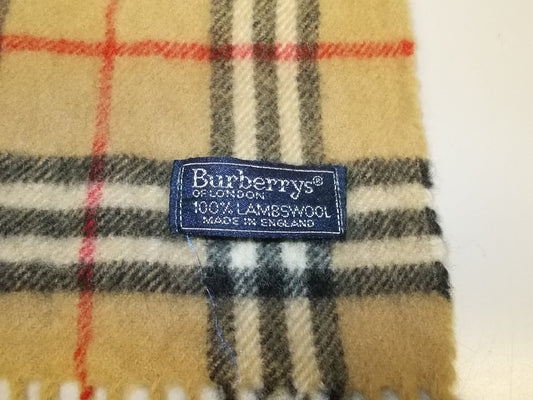 Burberrys®
OF LONDON
100% LAMBSWOOL
MADE IN ENGLAND